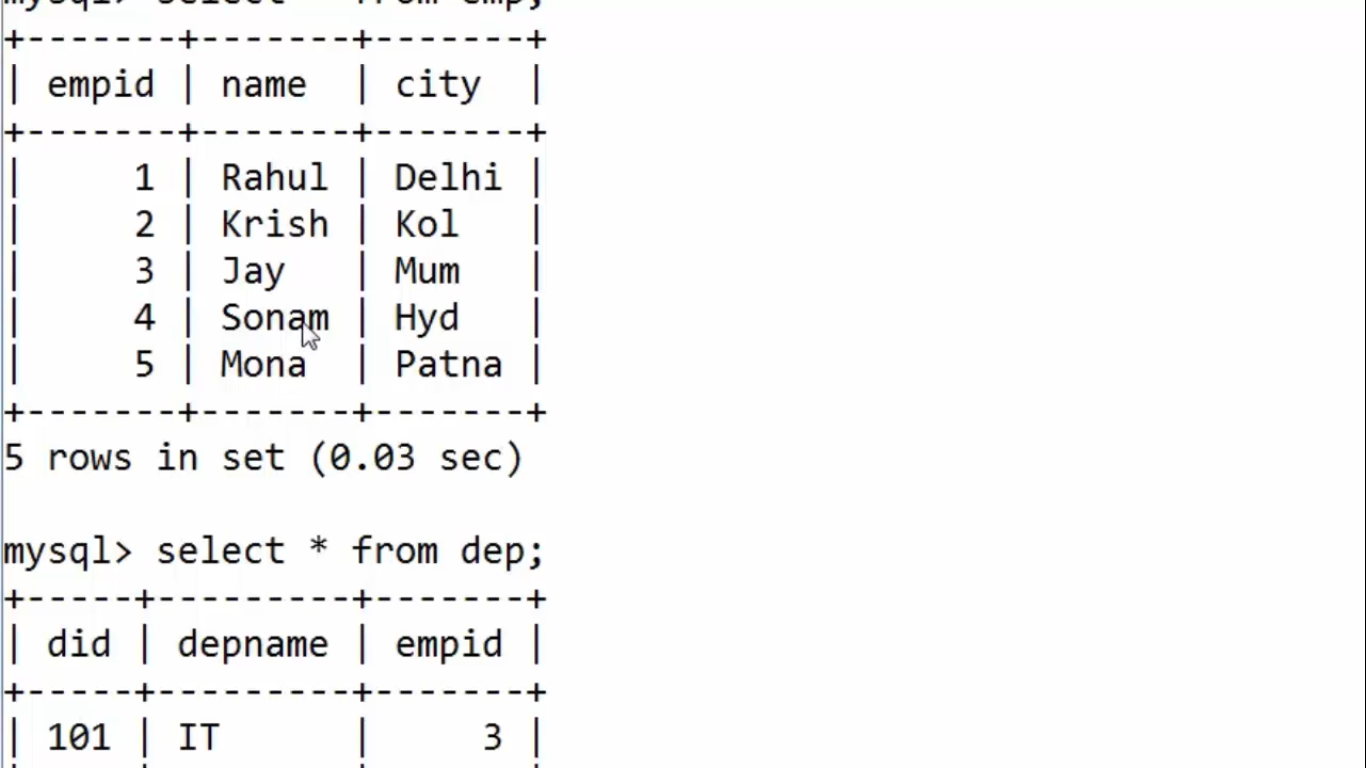 mysql> select * from emp;
+-------+-------+-------+
| empid | name  | city  |
+-------+-------+-------+
|     1 | Rahul | Delhi |
|     2 | Krish | Kol   |
|     3 | Jay   | Mum   |
|     4 | Sonam | Hyd   |
|     5 | Mona  | Patna |
+-------+-------+-------+
5 rows in set (0.03 sec)
mysql> select * from dep;
+-----+---------+-------+
| did | depname | empid |
+-----+---------+-------+
| 101 | IT      |     3 |